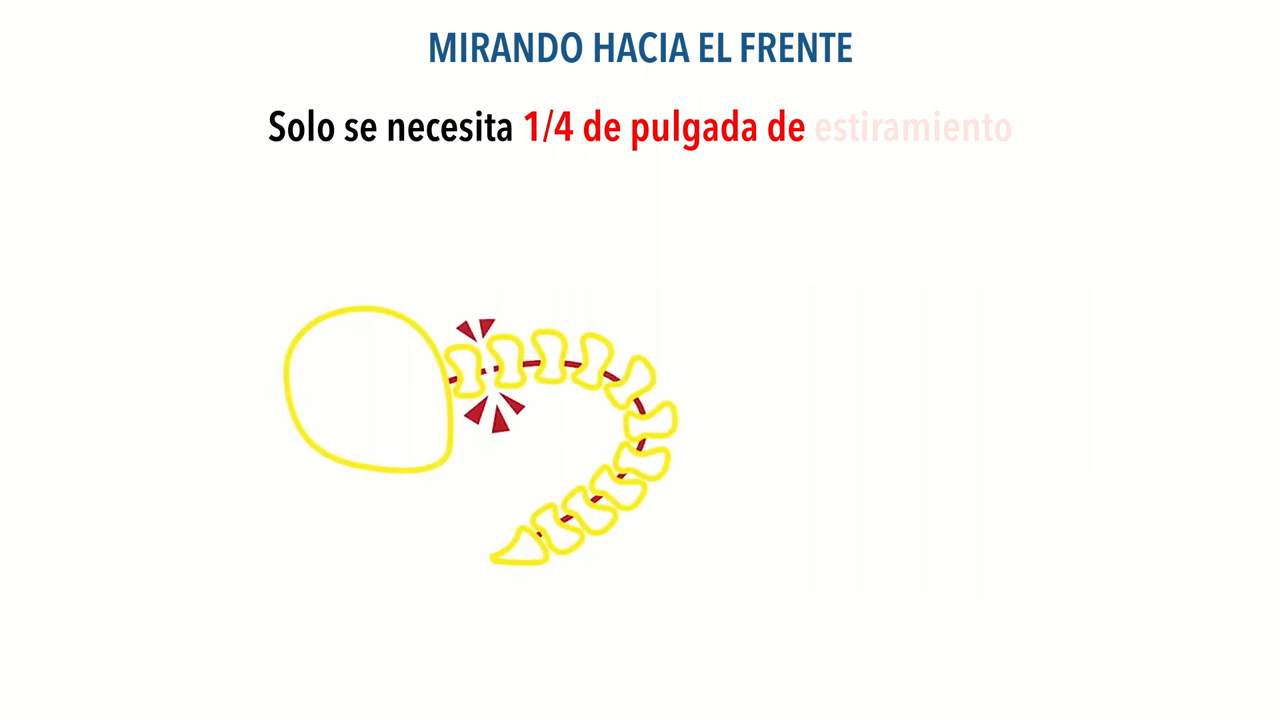 MIRANDO HACIA EL FRENTE
Solo se necesita 1/4 de pulgada de estiramiento